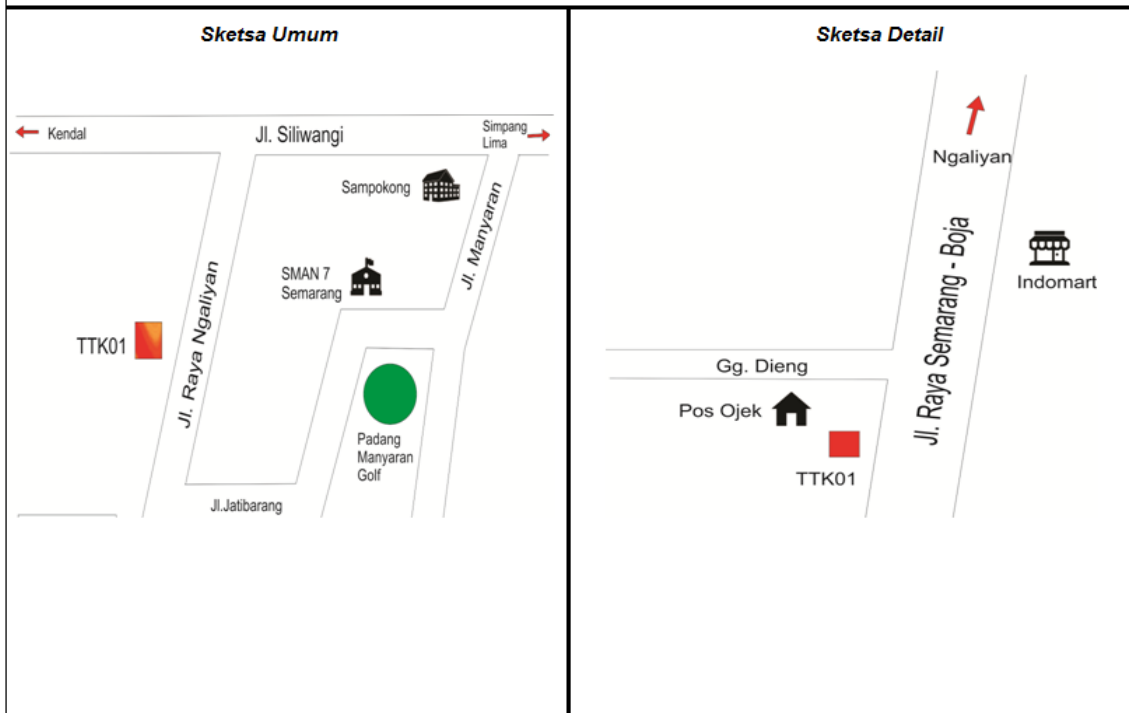 Sketsa Umum
Kendal
Jl. Siliwangi
Simpang
Lima
Sampokong
Jl. Manyaran
SMAN 7
Semarang
TTK01
Jl. Raya Ngaliyan
Padang
Manyaran
Golf
Jl.Jatibarang
Sketsa Detail
Ngaliyan
Jl. Raya Semarang - Boja
Indomart
Gg. Dieng
Pos Ojek
TTK01